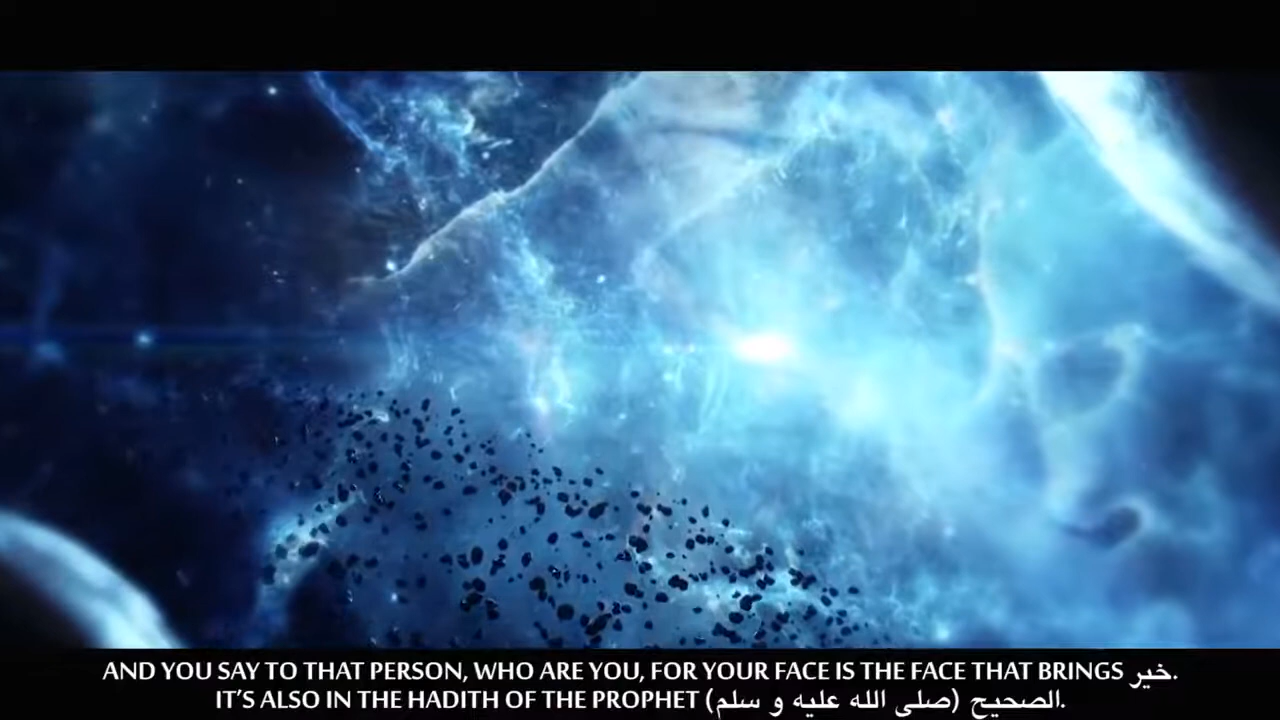 AND YOU SAY TO THAT PERSON, WHO ARE YOU, FOR YOUR FACE IS THE FACE THAT BRINGS خير.
IT'S ALSO IN THE HADITH OF THE PROPHET (صلى الله عليه و سلم) الصحيح.